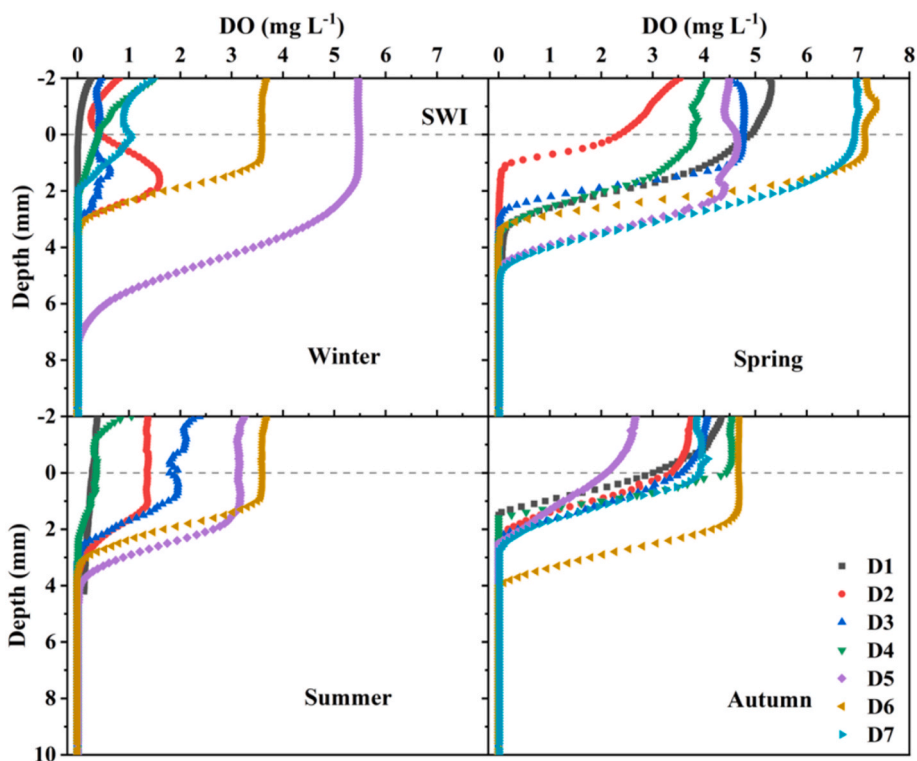 DO (mg L⁻¹) DO (mg L⁻¹)
0 1 2 3 4 5 6 7 0 1 2 3 4 5 6 7 8
-2
0
2
4
6
8
-2
0
2
4
6
8
10
Depth (mm)
Depth (mm)
SWI
Winter
Spring
Summer
Autumn
D1
D2
D3
D4
D5
D6
D7